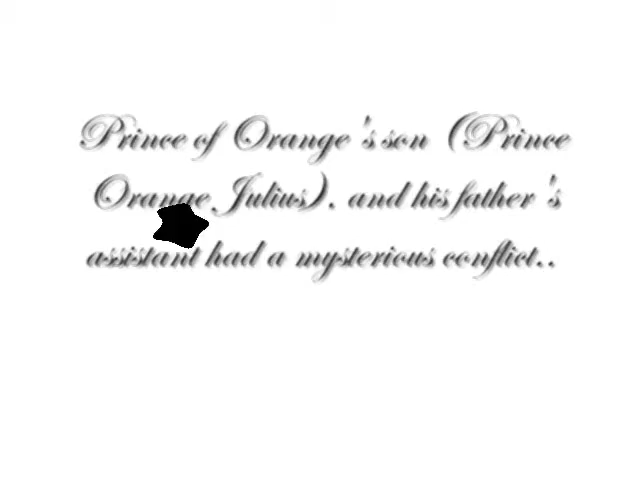 Prince of Orange 's son (Prince
Orange Julius). and his father 's
assistant had a mysterious conflict..